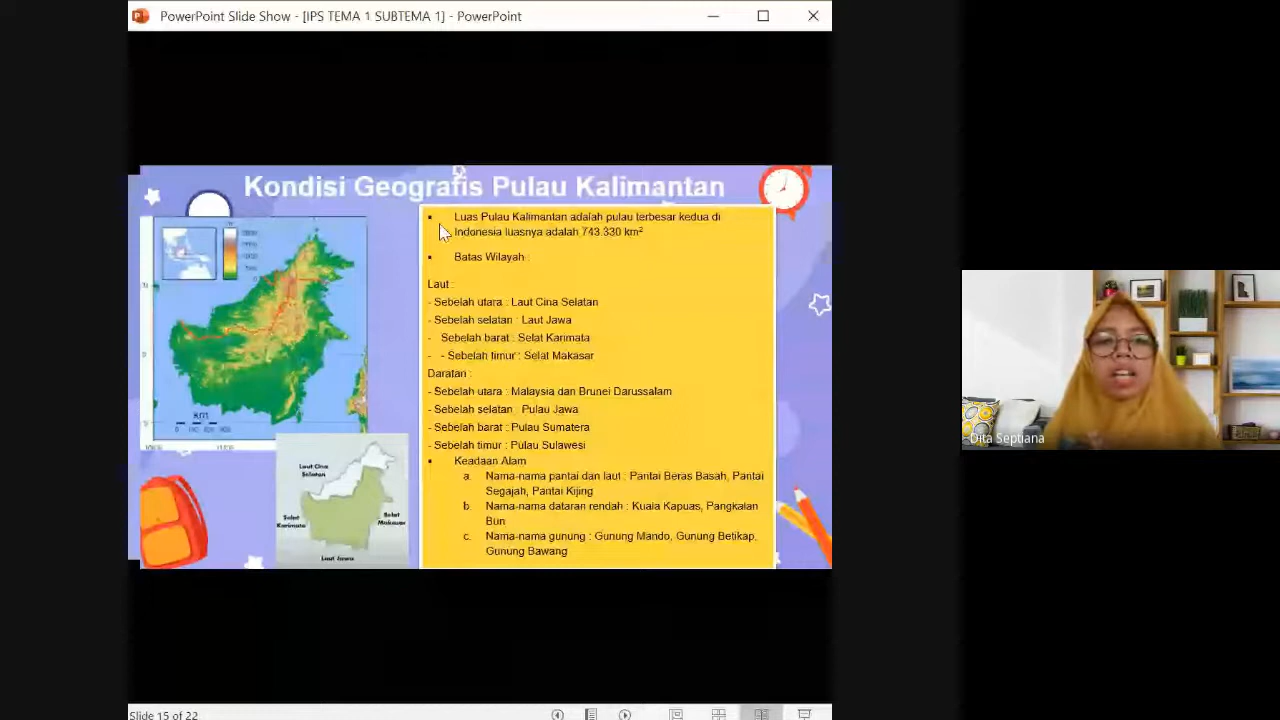 PowerPoint Slide Show - [IPS TEMA 1 SUBTEMA 1] - PowerPoint
Kondisi Geografis Pulau Kalimantan
▪ Luas Pulau Kalimantan adalah pulau terbesar kedua di
Indonesia luasnya adalah 743.330 km²
▪ Batas Wilayah :
Laut :
- Sebelah utara : Laut Cina Selatan
- Sebelah selatan : Laut Jawa
- Sebelah barat : Selat Karimata
- - Sebelah timur : Selat Makasar
Daratan :
- Sebelah utara : Malaysia dan Brunei Darussalam
- Sebelah selatan : Pulau Jawa
- Sebelah barat : Pulau Sumatera
- Sebelah timur : Pulau Sulawesi
▪ Keadaan Alam
a. Nama-nama pantai dan laut : Pantai Beras Basah, Pantai
Segajah, Pantai Kijing
b. Nama-nama dataran rendah : Kuala Kapuas, Pangkalan
Bun
c. Nama-nama gunung : Gunung Mando, Gunung Betikap,
Gunung Bawang
km
Laut Cina
Selatan
Selat
Karimata
Selat
Makasar
Laut Jawa
Dita Septiana
Slide 15 of 22